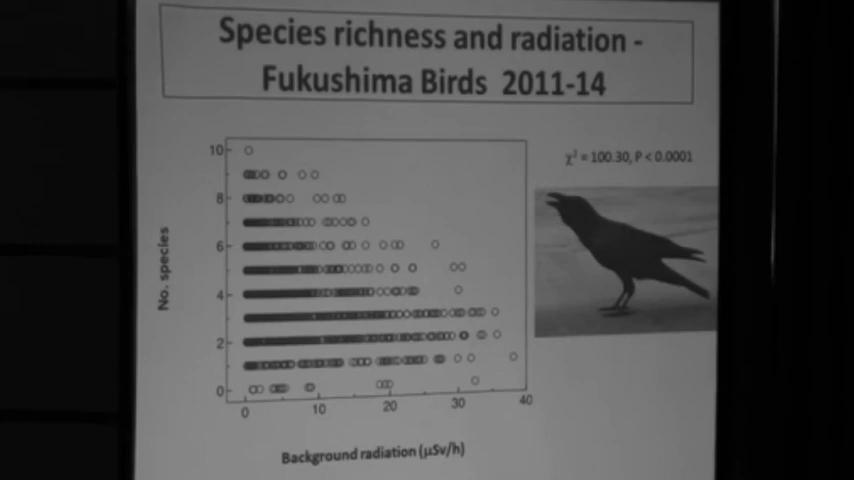 Species richness and radiation -
Fukushima Birds 2011-14
χ² = 100.30, P < 0.0001
No. species
10
8
6
4
2
0
0 10 20 30 40
Background radiation (μSv/h)